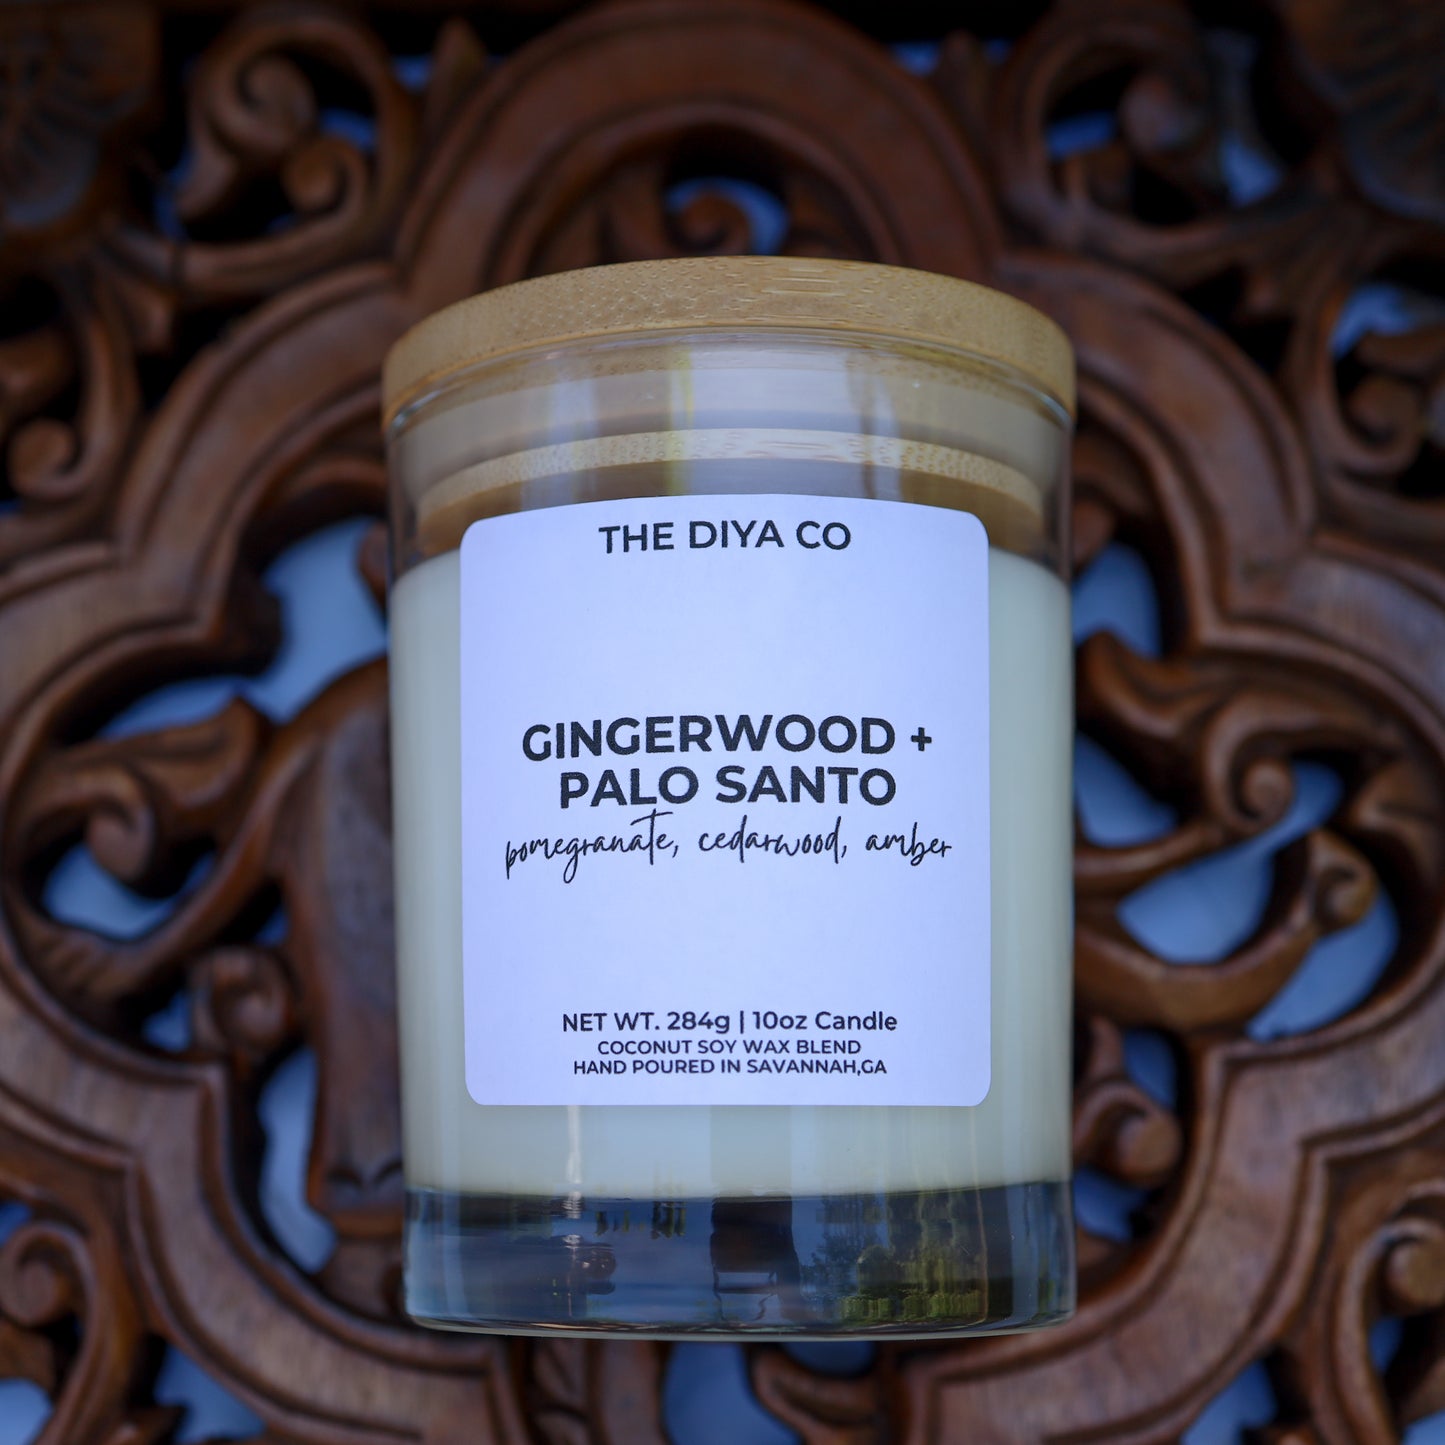 THE DIYA CO
GINGERWOOD +
PALO SANTO
pomegranate, cedarwood, amber
NET WT. 284g | 10oz Candle
COCONUT SOY WAX BLEND
HAND POURED IN SAVANNAH,GA